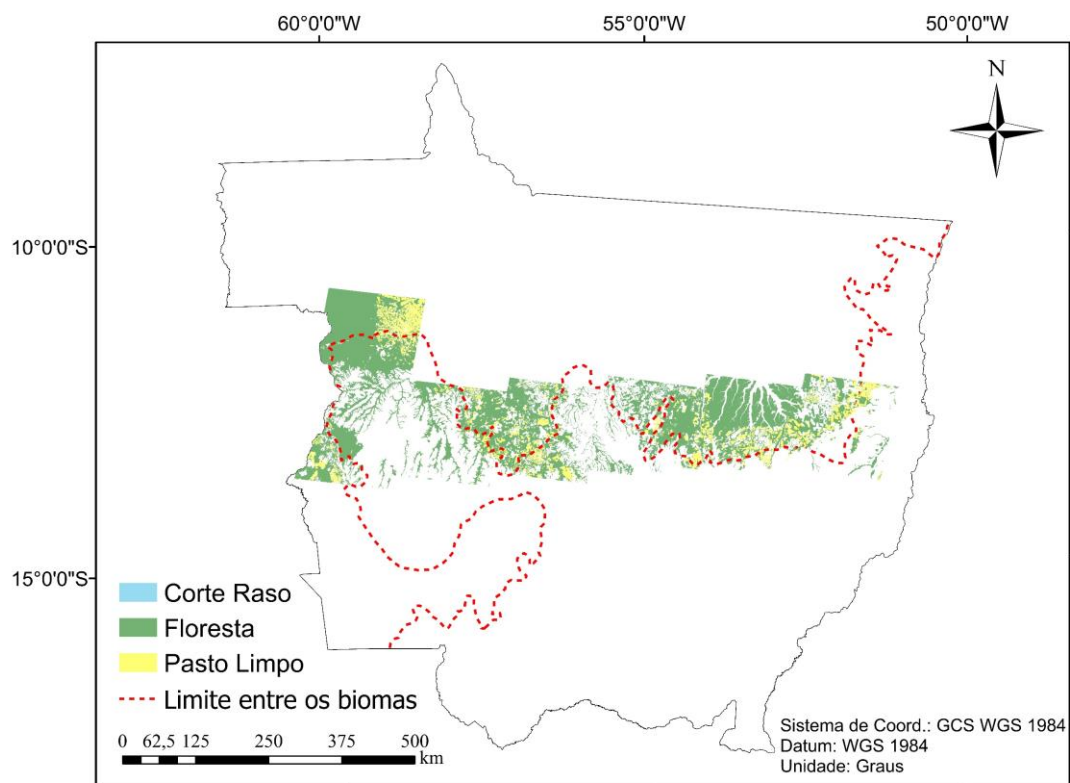 60°0'0"W 55°0'0"W 50°0'0"W
N
10°0'0"S
15°0'0"S
Corte Raso
Floresta
Pasto Limpo
Limite entre os biomas
0 62,5 125 250 375 500
km
Sistema de Coord.: GCS WGS 1984
Datum: WGS 1984
Unidade: Graus